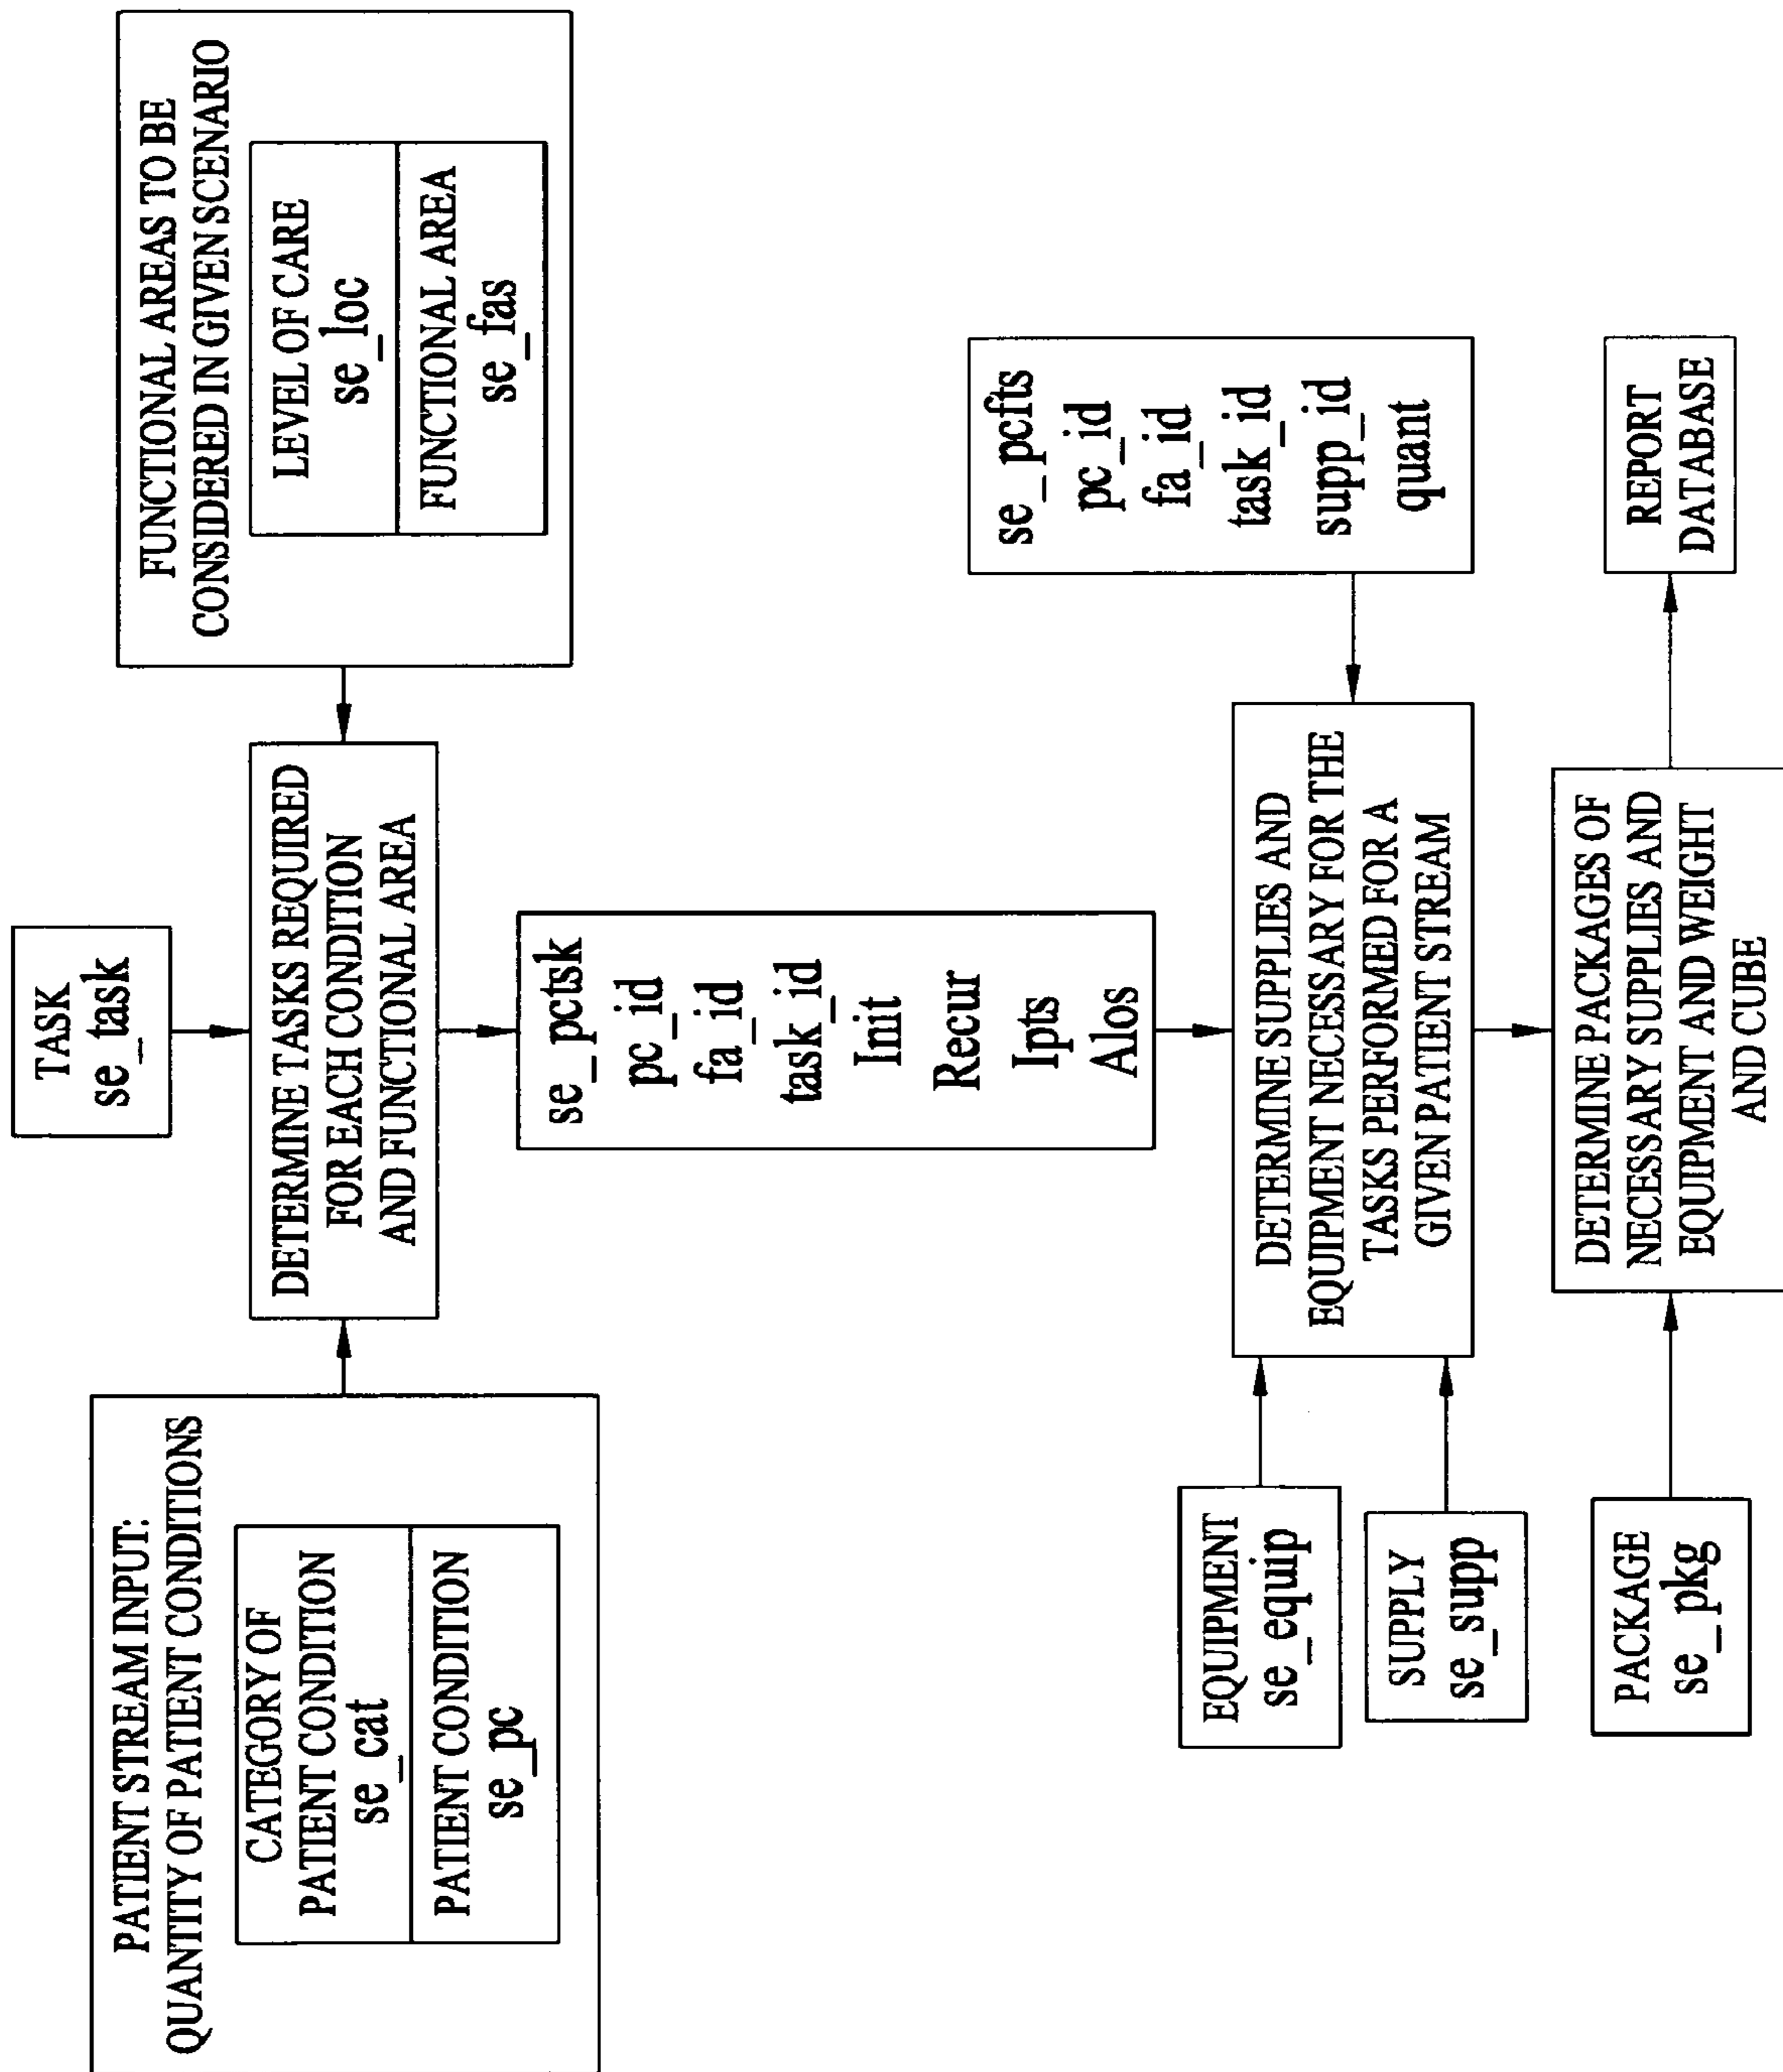 TASK
se_task
PATIENT STREAM INPUT:
QUANTITY OF PATIENT CONDITIONS
CATEGORY OF
PATIENT CONDITION
se_cat
PATIENT CONDITION
se_pc
DETERMINE TASKS REQUIRED
FOR EACH CONDITION
AND FUNCTIONAL AREA
FUNCTIONAL AREAS TO BE
CONSIDERED IN GIVEN SCENARIO
LEVEL OF CARE
se_loc
FUNCTIONAL AREA
se_fas
se_pctsk
pc_id
fa_id
task_id
Init
Recur
Ipts
Alos
EQUIPMENT
se_equip
SUPPLY
se_supp
DETERMINE SUPPLIES AND
EQUIPMENT NECESSARY FOR THE
TASKS PERFORMED FOR A
GIVEN PATIENT STREAM
se_pcfts
pc_id
fa_id
task_id
supp_id
quant
PACKAGE
se_pkg
DETERMINE PACKAGES OF
NECESSARY SUPPLIES AND
EQUIPMENT AND WEIGHT
AND CUBE
REPORT
DATABASE